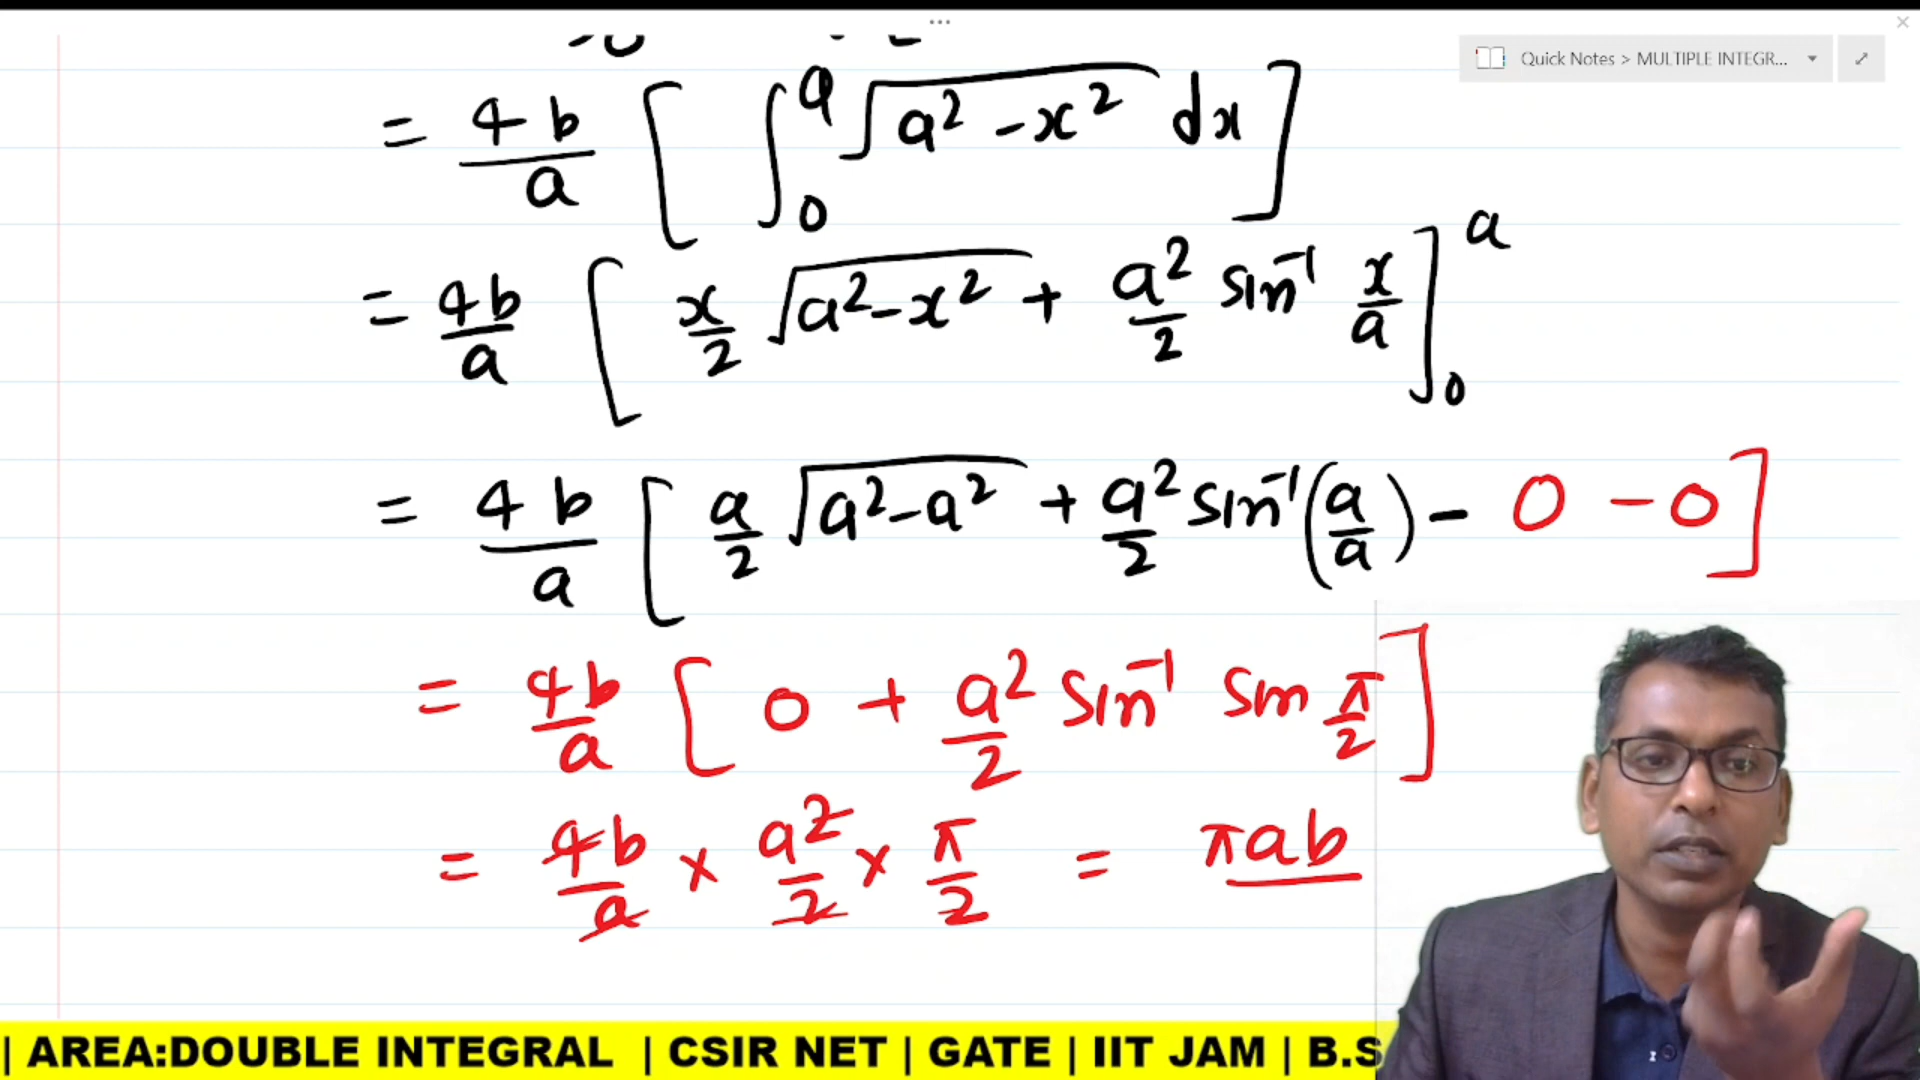 ...
Quick Notes > MULTIPLE INTEGR...
= 4b/a [ ∫₀ᵃ √(a² - x²) dx ]
= 4b/a [ x/2 √(a² - x²) + a²/2 sin⁻¹ x/a ]₀ᵃ
= 4b/a [ a/2 √(a² - a²) + a²/2 sin⁻¹(a/a) - 0 - 0 ]
= 4b/a [ 0 + a²/2 sin⁻¹ sin π/2 ]
= 4b/a × a²/2 × π/2 = πab
| AREA:DOUBLE INTEGRAL | CSIR NET | GATE | IIT JAM | B.S